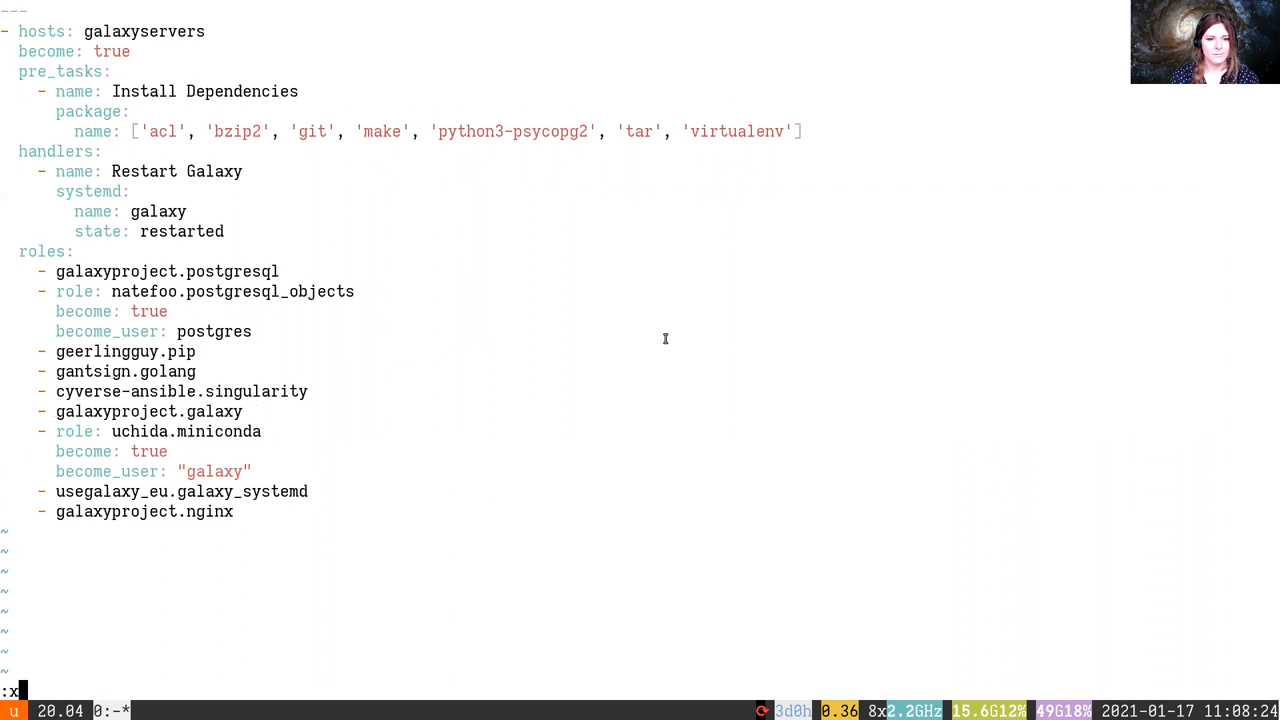 ---
- hosts: galaxyservers
  become: true
  pre_tasks:
    - name: Install Dependencies
      package:
        name: ['acl', 'bzip2', 'git', 'make', 'python3-psycopg2', 'tar', 'virtualenv']
  handlers:
    - name: Restart Galaxy
      systemd:
        name: galaxy
        state: restarted
  roles:
    - galaxyproject.postgresql
    - role: natefoo.postgresql_objects
      become: true
      become_user: postgres
    - geerlingguy.pip
    - gantsign.golang
    - cyverse-ansible.singularity
    - galaxyproject.galaxy
    - role: uchida.miniconda
      become: true
      become_user: "galaxy"
    - usegalaxy_eu.galaxy_systemd
    - galaxyproject.nginx
~
~
~
~
~
~
~
~
:x
u 20.04 0:-* 3d0h 0.36 8x2.2GHz 15.6G12% 49G18% 2021-01-17 11:08:24